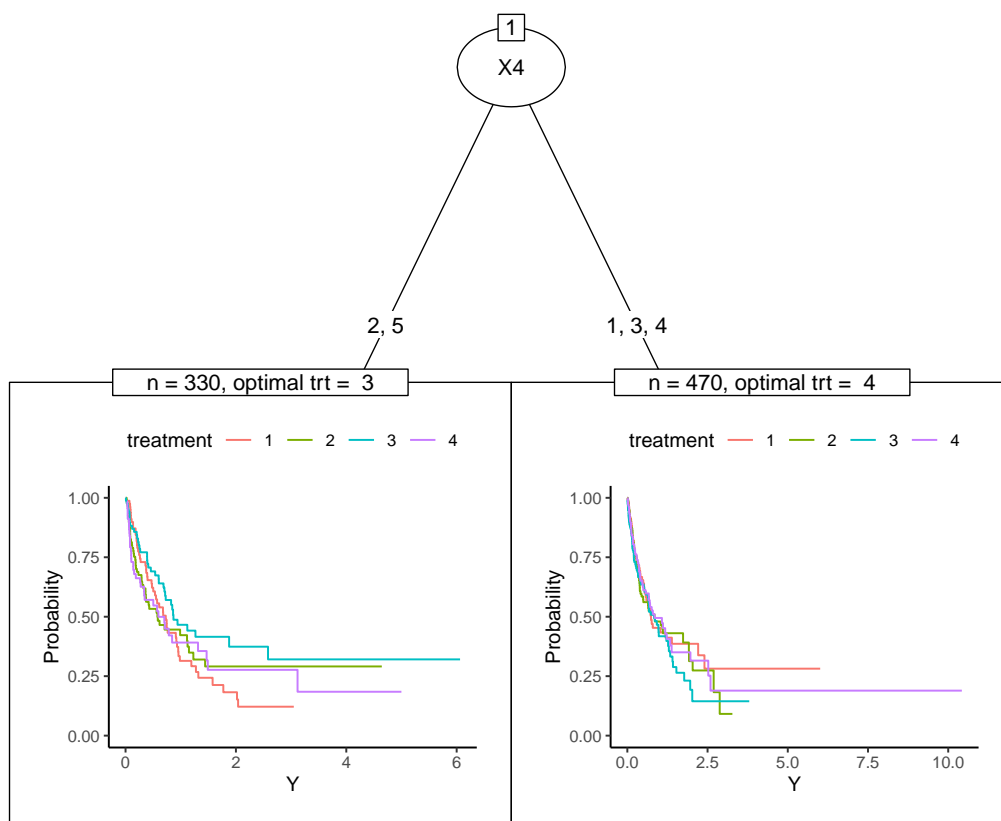 1
X4
2, 5
1, 3, 4
n = 330, optimal trt =  3
n = 470, optimal trt =  4
treatment 1 2 3 4
treatment 1 2 3 4
1.00
0.75
0.50
0.25
0.00
Probability
0 2 4 6
Y
1.00
0.75
0.50
0.25
0.00
Probability
0.0 2.5 5.0 7.5 10.0
Y